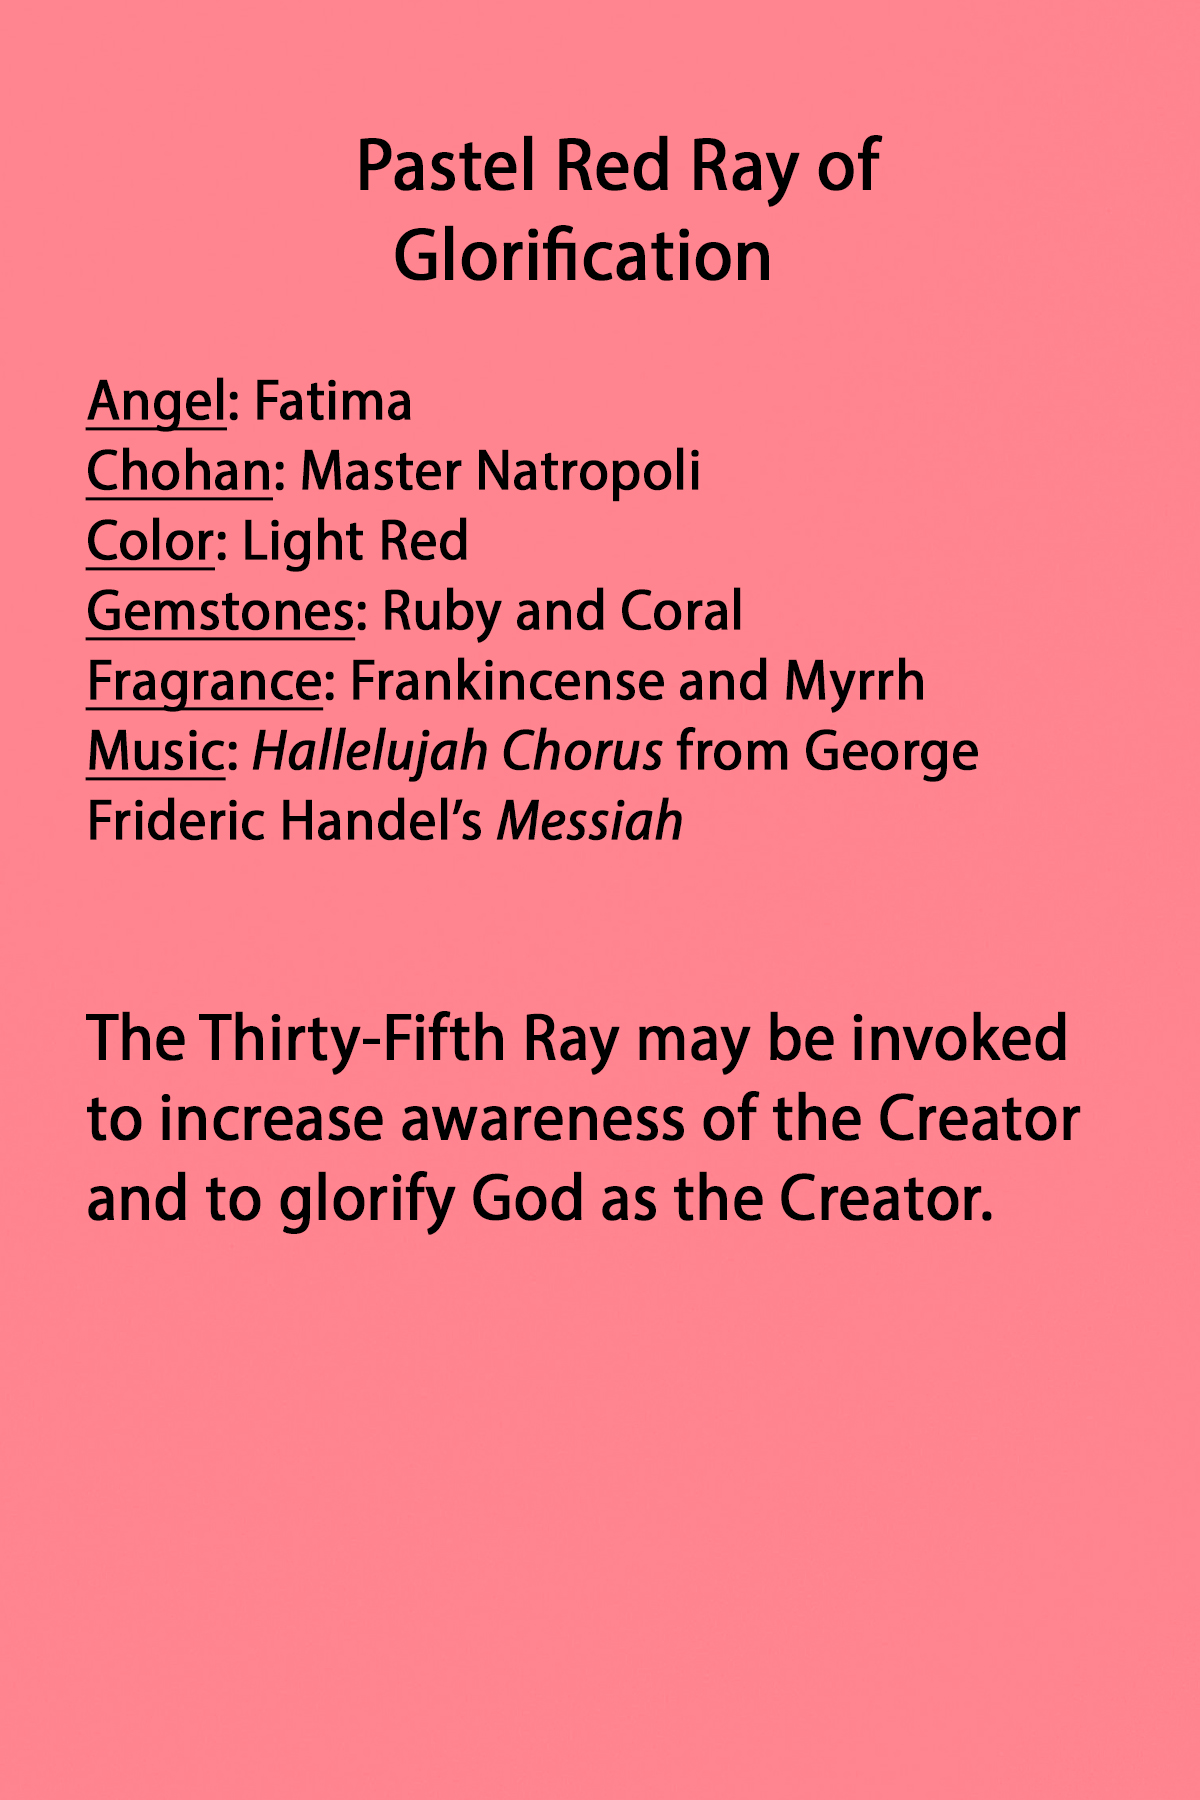 Pastel Red Ray of
Glorification
Angel: Fatima
Chohan: Master Natropoli
Color: Light Red
Gemstones: Ruby and Coral
Fragrance: Frankincense and Myrrh
Music: Hallelujah Chorus from George
Frideric Handel’s Messiah
The Thirty-Fifth Ray may be invoked
to increase awareness of the Creator
and to glorify God as the Creator.